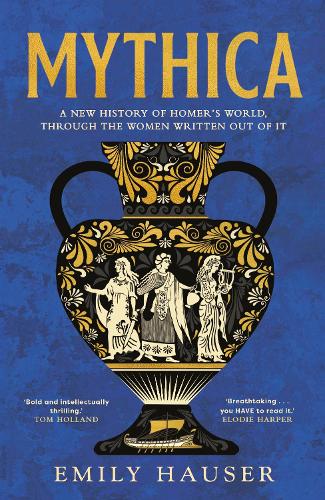 MYTHICA
A NEW HISTORY OF HOMER'S WORLD,
THROUGH THE WOMEN WRITTEN OUT OF IT
'Bold and intellectually
thrilling.'
TOM HOLLAND
'Breathtaking . . .
you HAVE to read it.'
ELODIE HARPER
EMILY HAUSER